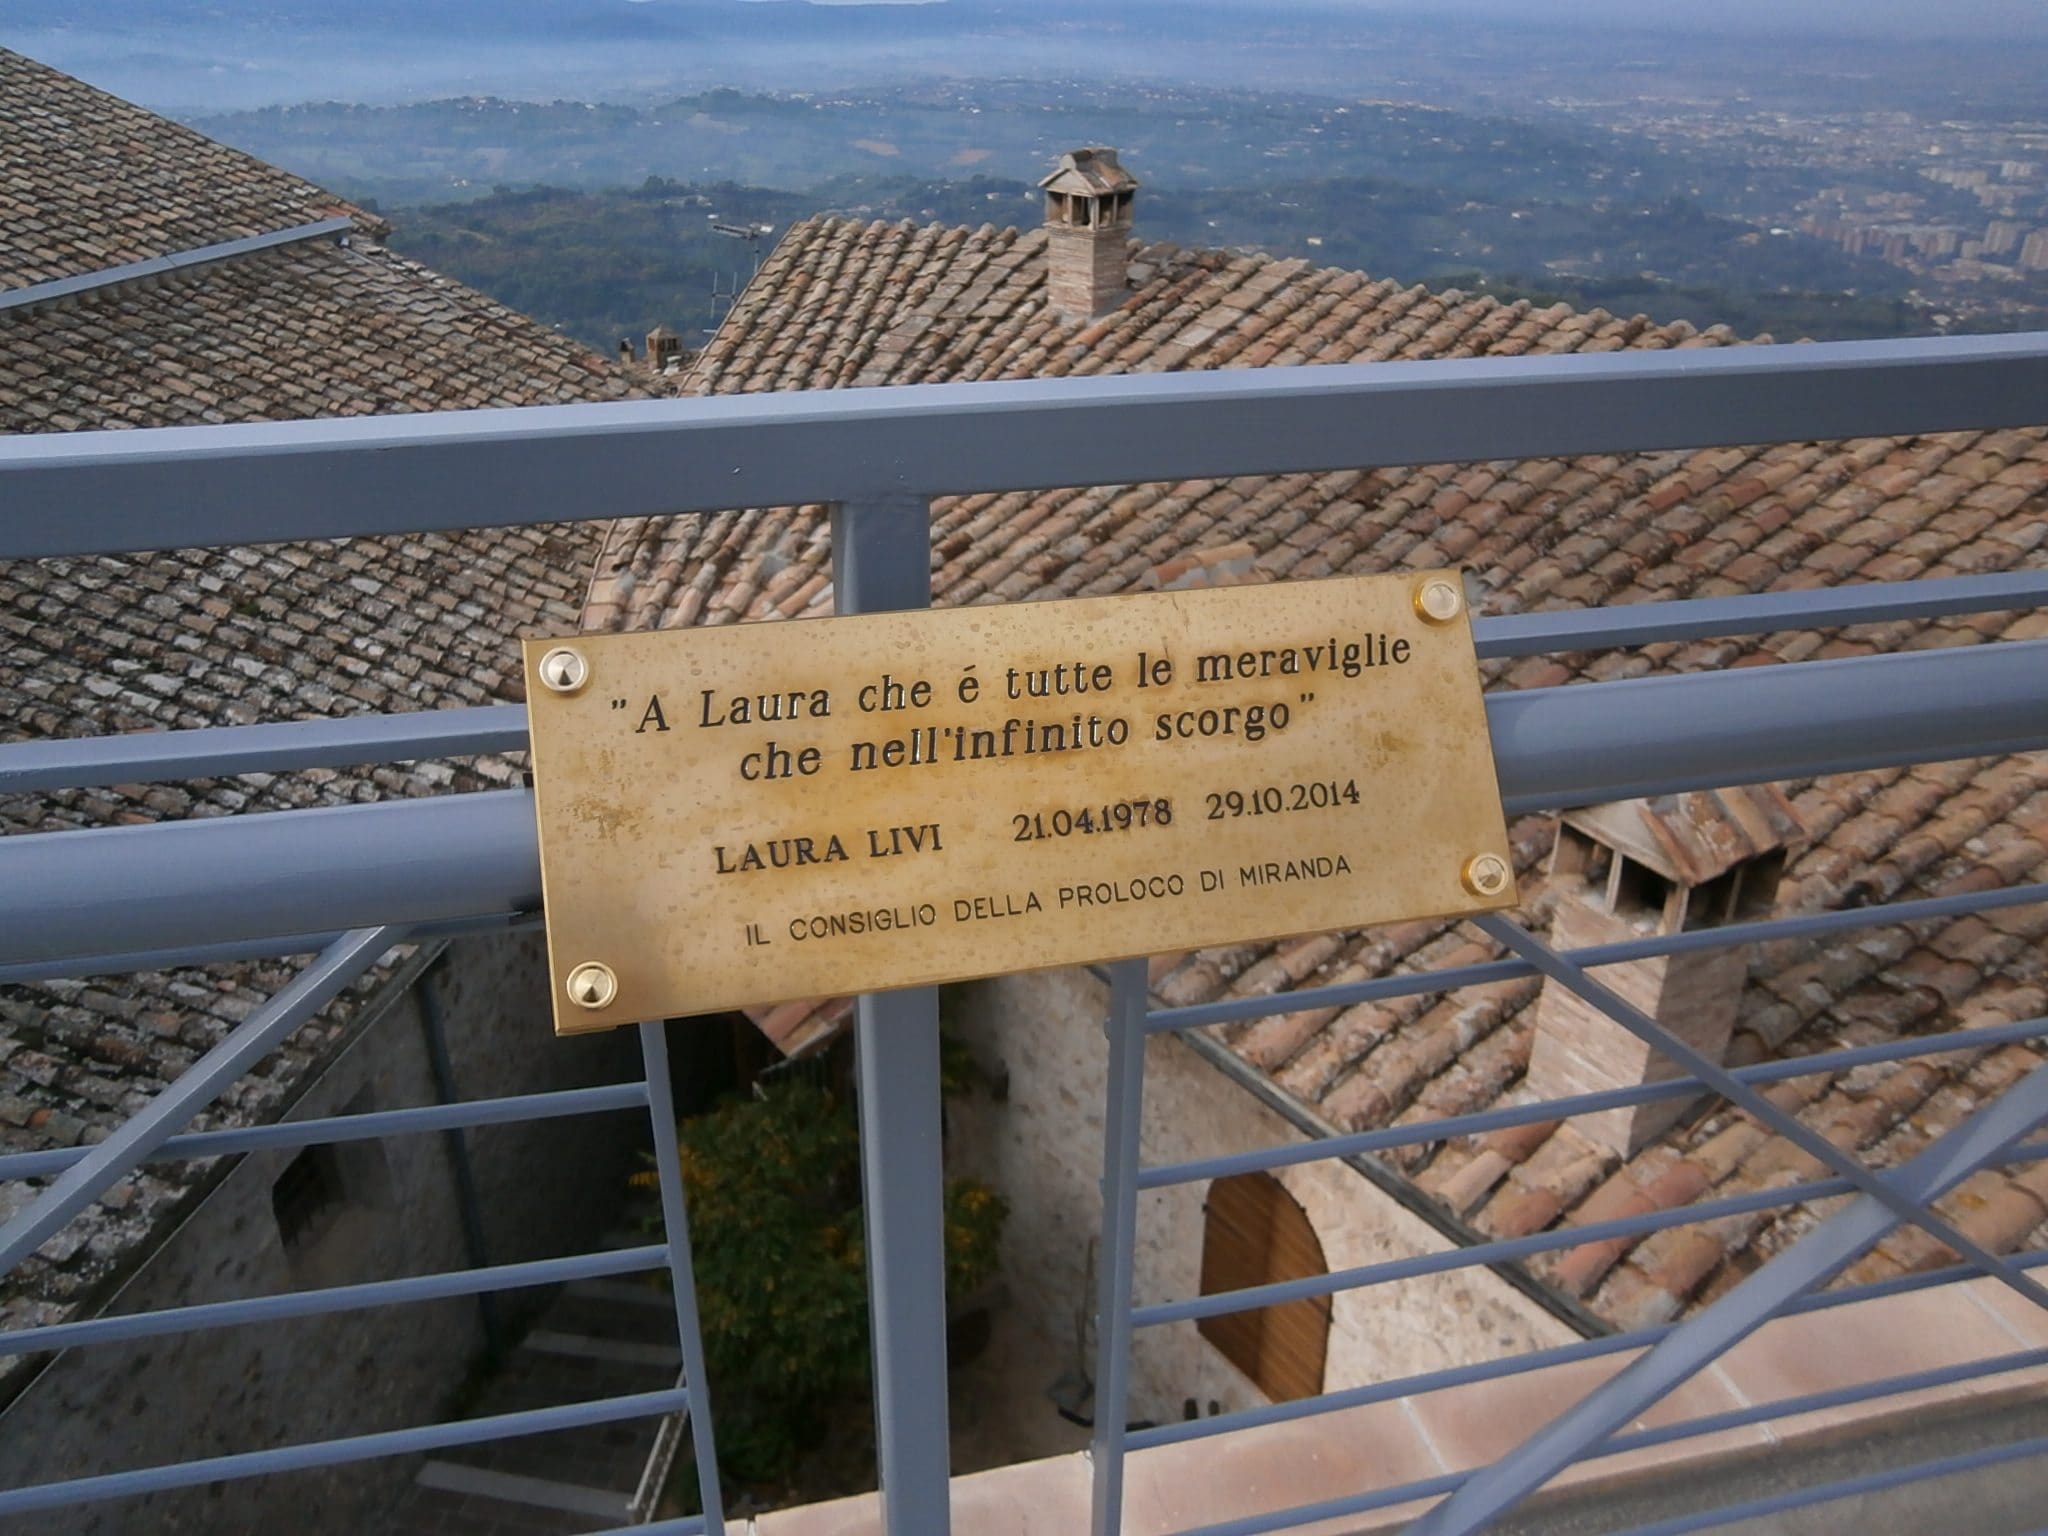 "A Laura che é tutte le meraviglie
che nell'infinito scorgo"
LAURA LIVI 21.04.1978 29.10.2014
IL CONSIGLIO DELLA PROLOCO DI MIRANDA